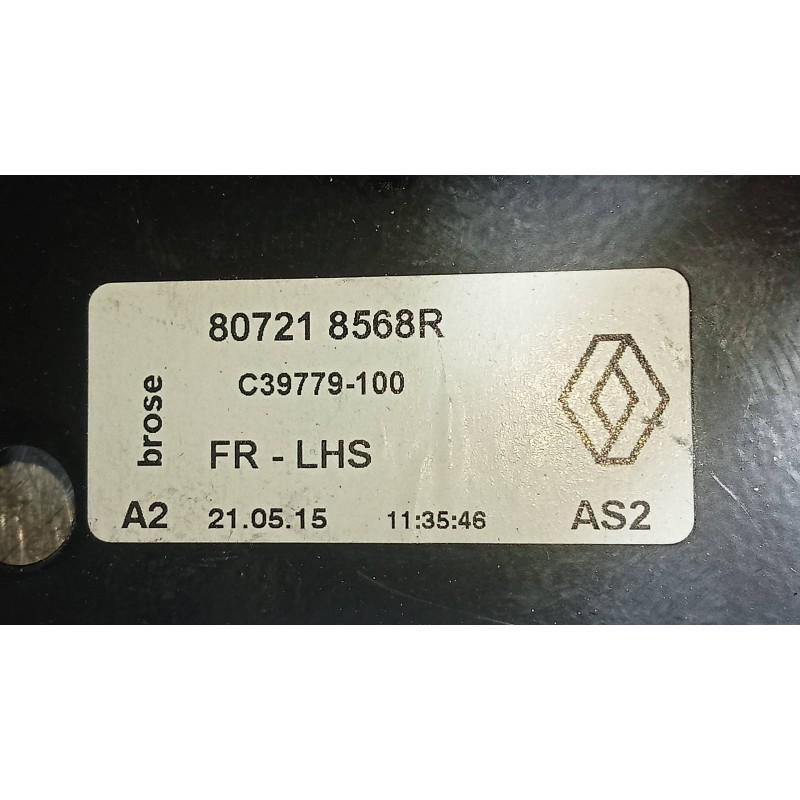 80721 8568R
C39779-100
brose
FR - LHS
A2 21.05.15 11:35:46 AS2